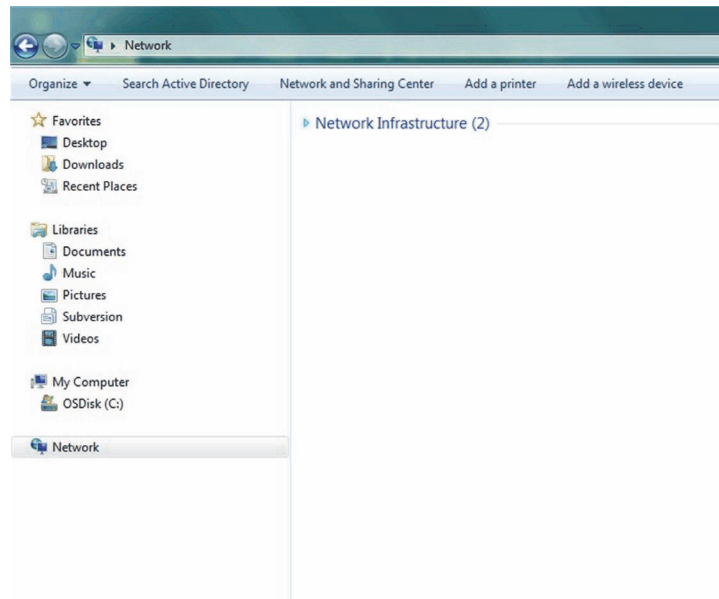 Network
Organize Search Active Directory Network and Sharing Center Add a printer Add a wireless device
Favorites
Desktop
Downloads
Recent Places
Libraries
Documents
Music
Pictures
Subversion
Videos
My Computer
OSDisk (C:)
Network
Network Infrastructure (2)